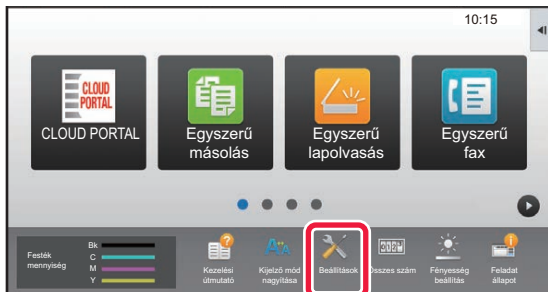 10:15
CLOUD
PORTAL
CLOUD PORTAL
Egyszerű
másolás
Egyszerű
lapolvasás
Egyszerű
fax
Festék
mennyiség
Bk
C
M
Y
Kezelési
útmutató
Kijelző mód
nagyítása
Beállítások
Összes szám
Fényesség
beállítás
Feladat
állapot